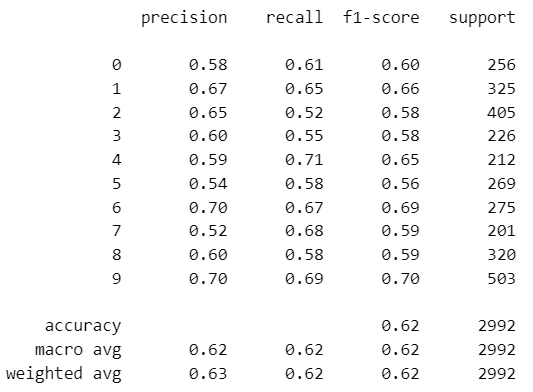 precision recall f1-score support
0 0.58 0.61 0.60 256
1 0.67 0.65 0.66 325
2 0.65 0.52 0.58 405
3 0.60 0.55 0.58 226
4 0.59 0.71 0.65 212
5 0.54 0.58 0.56 269
6 0.70 0.67 0.69 275
7 0.52 0.68 0.59 201
8 0.60 0.58 0.59 320
9 0.70 0.69 0.70 503
accuracy 0.62 2992
macro avg 0.62 0.62 0.62 2992
weighted avg 0.63 0.62 0.62 2992